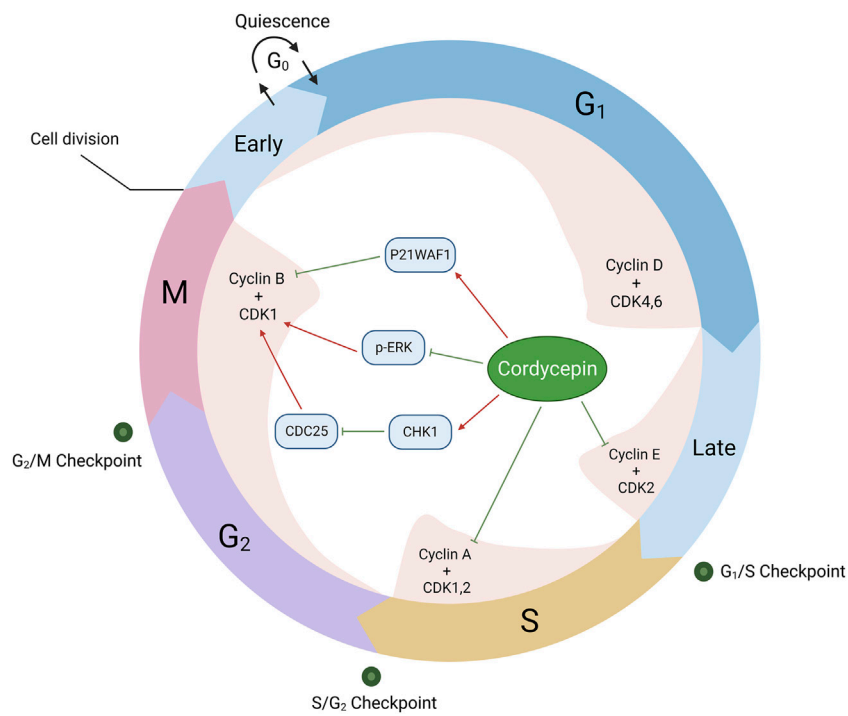 Quiescence
G₀
G₁
Early
Cell division
P21WAF1
Cyclin B
+
CDK1
Cyclin D
+
CDK4,6
M
p-ERK
Cordycepin
CDC25
CHK1
Cyclin E
+
CDK2
Late
G₂/M Checkpoint
G₂
Cyclin A
+
CDK1,2
G₁/S Checkpoint
S
S/G₂ Checkpoint